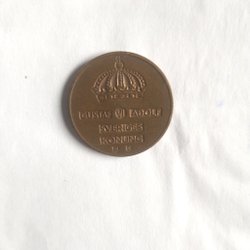 GUSTAF VI ADOLF
SVERIGES
KONUNG